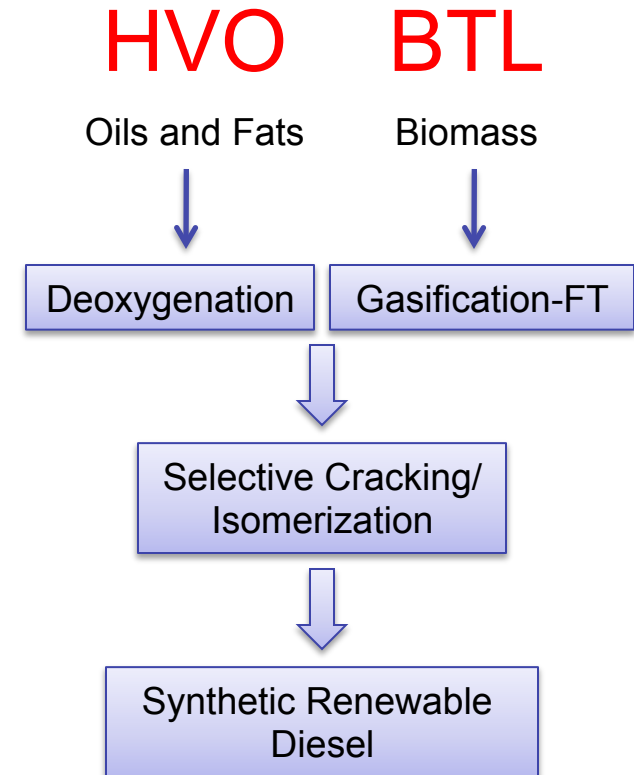 HVO BTL
Oils and Fats Biomass
Deoxygenation Gasification-FT
Selective Cracking/
Isomerization
Synthetic Renewable
Diesel